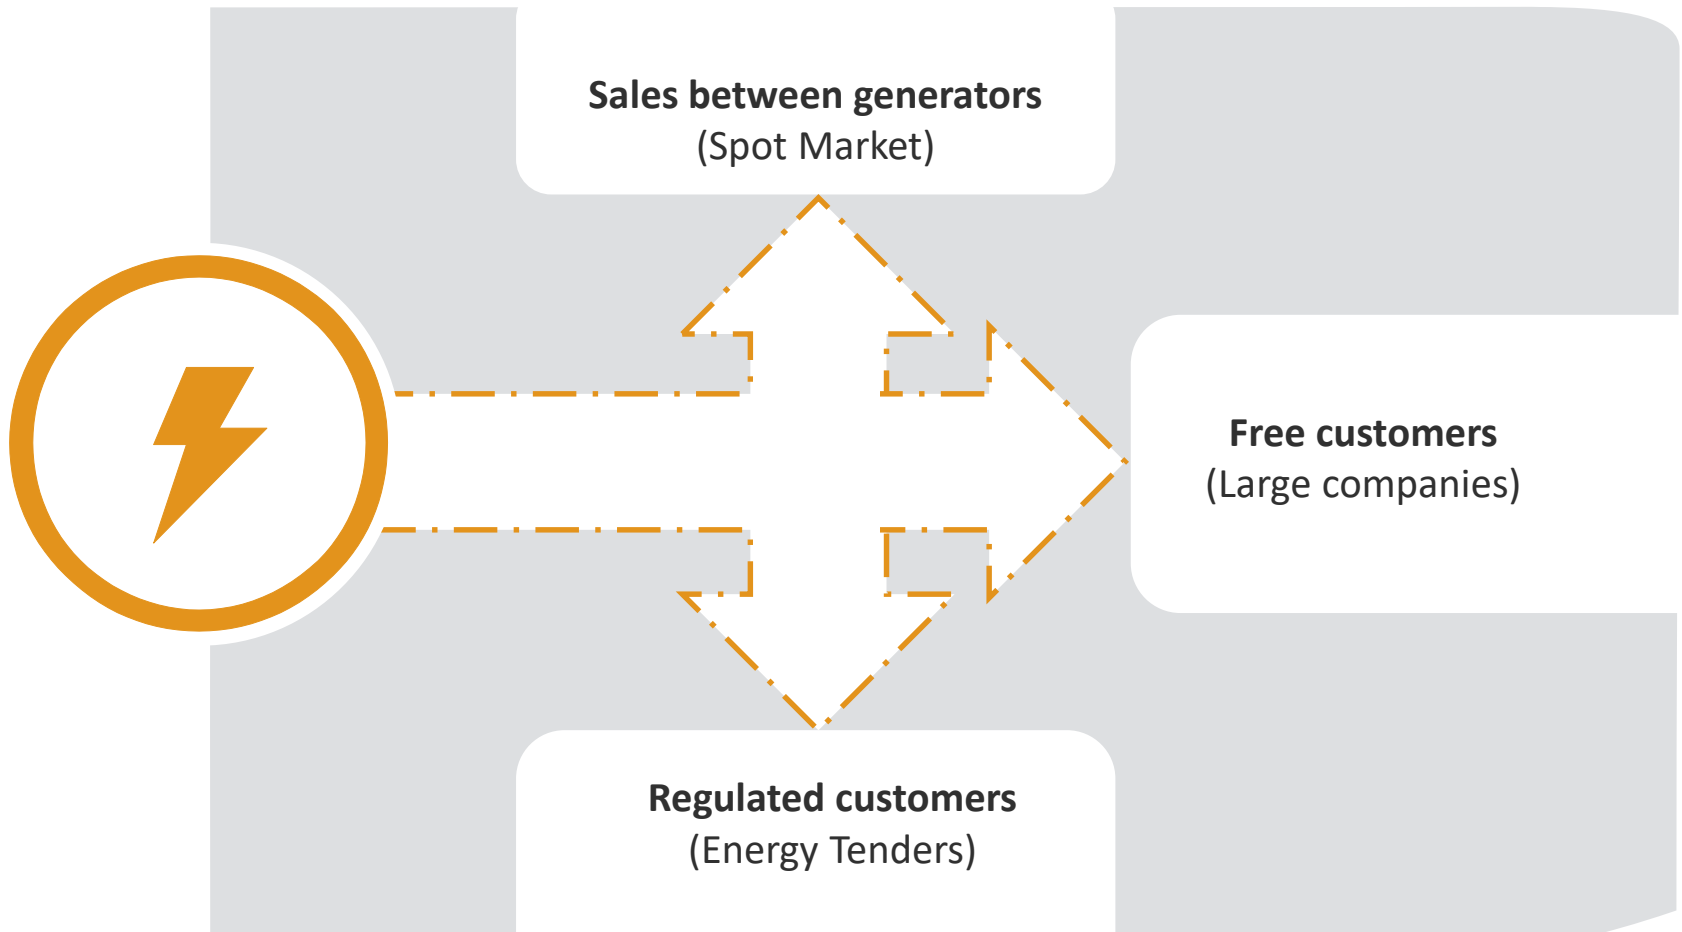 Sales between generators
(Spot Market)
Free customers
(Large companies)
Regulated customers
(Energy Tenders)